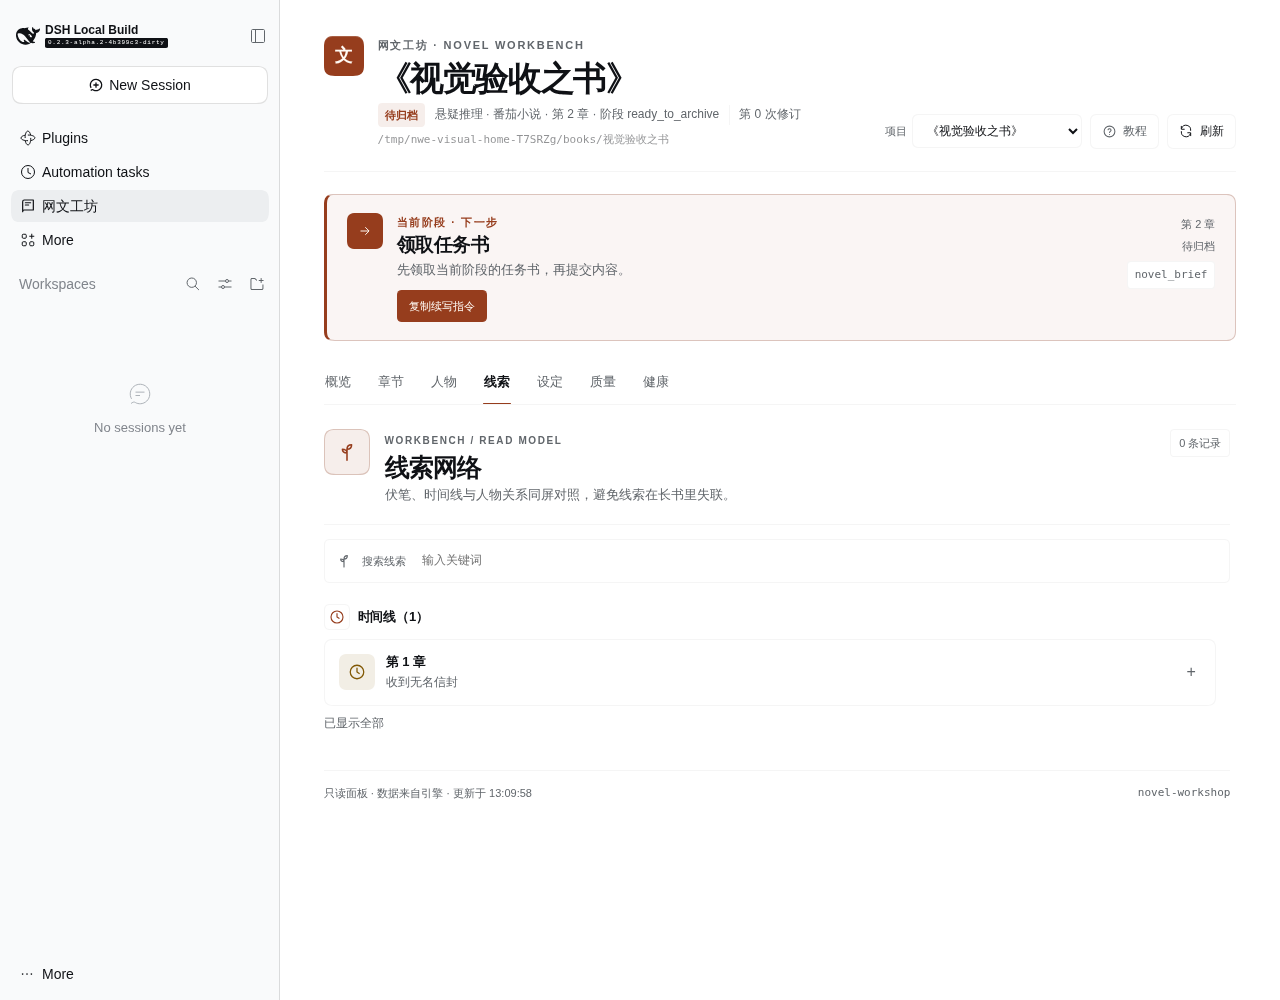 DSH Local Build
0.2.3-alpha.2-4b399c3-dirty
New Session
Plugins
Automation tasks
网文工坊
More
Workspaces
No sessions yet
More
文
网文工坊 · NOVEL WORKBENCH
《视觉验收之书》
待归档 悬疑推理 · 番茄小说 · 第 2 章 · 阶段 ready_to_archive 第 0 次修订
/tmp/nwe-visual-home-T7SRZg/books/视觉验收之书
项目 《视觉验收之书》 教程 刷新
当前阶段 · 下一步
领取任务书
先领取当前阶段的任务书，再提交内容。
复制续写指令
第 2 章
待归档
novel_brief
概览 章节 人物 线索 设定 质量 健康
WORKBENCH / READ MODEL
线索网络
伏笔、时间线与人物关系同屏对照，避免线索在长书里失联。
0 条记录
搜索线索 输入关键词
时间线（1）
第 1 章
收到无名信封
+
已显示全部
只读面板 · 数据来自引擎 · 更新于 13:09:58
novel-workshop